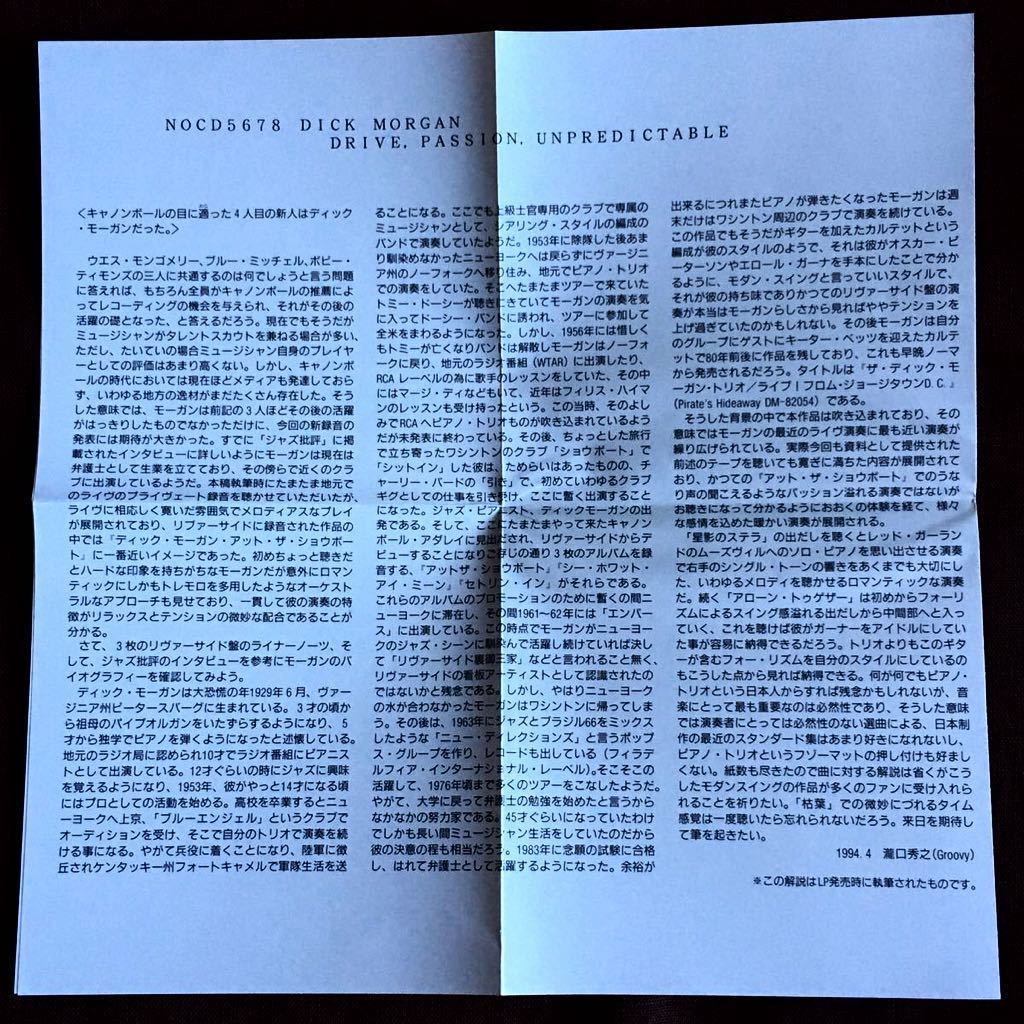 NOCD5678 DICK MORGAN
DRIVE, PASSION, UNPREDICTABLE
<キャノンボールの目に適った4人目の新人はディック
・モーガンだった。>
ウエス・モンゴメリー、ブルー・ミッチェル、ボビー・
ティモンズの三人に共通するのは何でしょうと言う問題
に答えれば、もちろん全員がキャノンボールの推薦によ
ってレコーディングの機会を与えられ、それがその後の
活躍の礎となった、と答えるだろう。現在でもそうだが
ミュージシャンがタレントスカウトを兼ねる場合が多い、
ただし、たいていの場合ミュージシャン自身のプレイヤ
ーとしての評価はあまり高くない。しかし、キャノンボ
ールの時代においては現在ほどメディアも発達しておら
ず、いわゆる地方の逸材がまだたくさん存在した。そう
した意味では、モーガンは前記の3人ほどその後の活躍
がはっきりしたものでなかっただけに、今回の新録音の
発表には期待が大きかった。すでに「ジャズ批評」に掲
載されたインタビューに詳しいようにモーガンは現在は
弁護士として生業を立てており、その傍らで近くのクラ
ブに出演しているようだ。本稿執筆時にたまたま地元で
のライヴのプライヴェート録音を聴かせていただいたが、
ライヴに相応しく寛いだ雰囲気でメロディアスなプレイ
が展開されており、リファーサイドに録音された作品の
中では『ディック・モーガン・アット・ザ・ショウボー
ト』に一番近いイメージであった。初めちょっと聴きだ
とハードな印象を持ちがちなモーガンだが意外にロマン
ティックにしかもトレモロを多用したようなオーケスト
ラルなアプローチも見せており、一貫して彼の演奏の特
徴がリラックスとテンションの微妙な配合であることが
分かる。
さて、3枚のリヴァーサイド盤のライナーノーツ、そ
して、ジャズ批評のインタビューを参考にモーガンのバ
イオグラフィーを確認してみよう。
ディック・モーガンは大恐慌の年1929年6月、ヴァー
ジニア州ピータースバーグに生まれている。3才の頃か
ら祖母のパイプオルガンをいたずらするようになり、5
才から独学でピアノを弾くようになったと述懐している。
地元のラジオ局に認められ10才でラジオ番組にピアニス
トとして出演している。12才ぐらいの時にジャズに興味
を覚えるようになり、1953年、彼がやっと14才になる頃
にはプロとしての活動を始める。高校を卒業するとニュ
ーヨークへ上京、「ブルーエンジェル」というクラブで
オーディションを受け、そこで自分のトリオで演奏を続
ける事になる。やがて兵役に着くことになり、陸軍に徴
兵されケンタッキー州フォートキャメルで軍隊生活を送
ることになる。ここでも上級士官専用のクラブで専属の
ミュージシャンとして、シアリング・スタイルの編成の
バンドで演奏していたようだ。1953年に除隊した後あま
り馴染めなかったニューヨークへは戻らずにヴァージニ
ア州のノーフォークへ移り住み、地元でピアノ・トリオ
での演奏をしていた。そこへたまたまツアーで来ていた
トミー・ドーシーが聴きにきていてモーガンの演奏を気
に入ってドーシー・バンドに誘われ、ツアーに参加して
全米をまわるようになった。しかし、1956年には惜しく
もトミーが亡くなりバンドは解散しモーガンはノーフォ
ークに戻り、地元のラジオ番組 (WTAR) に出演したり、
RCA レーベルの為に歌手のレッスンをしていた、その中
にはマージ・ディなどもいて、近年はフィリス・ハイマ
ンのレッスンも受け持ったという。この当時、そのよし
みでRCAへピアノ・トリオものが吹き込まれているよう
だが未発表に終わっている。その後、ちょっとした旅行
で立ち寄ったワシントンのクラブ「ショウボート」で
「シットイン」した彼は、ためらいはあったものの、チ
ャーリー・バードの「引き」で、初めていわゆるクラブ
ギグとしての仕事を引き受け、ここに暫く出演すること
になった。ジャズ・ピアニスト、ディックモーガンの出
発である。そして、ここにたまたまやって来たキャノン
ボール・アダレイに見出だされ、リヴァーサイドからデ
ビューすることになりご存じの通り3枚のアルバムを録
音する、『アットザ・ショウボート』『シー・ホワット・
アイ・ミーン』『セトリン・イン』がそれらである。
これらのアルバムのプロモーションのために暫くの間ニ
ューヨークに滞在し、その間1961〜62年には「エンバー
ス」に出演している。この時点でモーガンがニューヨー
クのジャズ・シーンに馴染んで活躍し続けていれば決し
て『リヴァーサイド裏御三家』などと言われること無く、
リヴァーサイドの看板アーティストとして認識されたの
ではないかと残念である。しかし、やはりニューヨーク
の水が合わなかったモーガンはワシントンに帰ってしま
う。その後は、1963年にジャズとブラジル66をミックス
したような「ニュー・ディレクションズ」と言うポップ
ス・グループを作り、レコードも出している (フィラデ
ルフィア・インターナショナル・レーベル)。そこそこの
活躍して、1976年頃まで多くのツアーをこなしたようだ。
やがて、大学に戻って弁護士の勉強を始めたと言うから
なかなかの努力家である。45才ぐらいになっていたわけ
でしかも長い間ミュージシャン生活をしていたのだから
彼の決意の程も相当だろう。1983年に念願の試験に合格
し、はれて弁護士として活躍するようになった。余裕が
出来るにつれまたピアノが弾きたくなったモーガンは週
末だけはワシントン周辺のクラブで演奏を続けている。
この作品でもそうだがギターを加えたカルテットという
編成が彼のスタイルのようで、それは彼がオスカー・ピ
ーターソンやエロール・ガーナを手本にしたことで分か
るように、モダン・スイングと言っていいスタイルで、
それが彼の持ち味でありかつてのリヴァーサイド盤の演
奏が本当はモーガンらしさから見ればややテンションを
上げ過ぎていたのかもしれない。その後モーガンは自分
のグループにゲストにキーター・ベッツを迎えたカルテ
ットで80年前後に作品を残しており、これも早晩ノーマ
から発売されるだろう。タイトルは『ザ・ディック・モ
ーガン・トリオ/ライブ！フロム・ジョージタウンD.C.』
(Pirate's Hideaway DM-82054) である。
そうした背景の中で本作品は吹き込まれており、その
意味ではモーガンの最近のライヴ演奏に最も近い演奏が
繰り広げられている。実際今回も資料として提供された
前述のテープを聴いても寛ぎに満ちた内容が展開されて
おり、かつての『アット・ザ・ショウボート』でのうな
り声の聞こえるようなパッション溢れる演奏ではないが
お聴きになって分かるようにおおくの体験を経て、様々
な感情を込めた暖かい演奏が展開される。
「星影のステラ」の出だしを聴くとレッド・ガーラン
ドのムーズヴィルへのソロ・ピアノを思い出させる演奏
で右手のシングル・トーンの響きをあくまでも大切にし
た、いわゆるメロディを聴かせるロマンティックな演奏
だ。続く「アローン・トゥゲザー」は初めからフォーリ
ズムによるスイング感溢れる出だしから中間部へと入っ
ていく、これを聴けば彼がガーナーをアイドルにしてい
た事が容易に納得できるだろう。トリオよりもこのギタ
ーが含むフォー・リズムを自分のスタイルにしているの
もこうした点から見れば納得できる。何が何でもピアノ・
トリオという日本人からすれば残念かもしれないが、音
楽にとって最も重要なのは必然性であり、そうした意味
では演奏者にとっては必然性のない選曲による、日本制
作の最近のスタンダード集はあまり好きになれないし、
ピアノ・トリオというフソーマットの押し付けも好まし
くない。紙数も尽きたので曲に対する解説は省くがこう
したモダンスイングの作品が多くのファンに受け入れら
れることを祈りたい。「枯葉」での微妙にづれるタイム
感覚は一度聴いたら忘れられないだろう。来日を期待し
て筆を起きたい。
1994.4 瀧口秀之(Groovy)
※この解説はLP発売時に執筆されたものです。